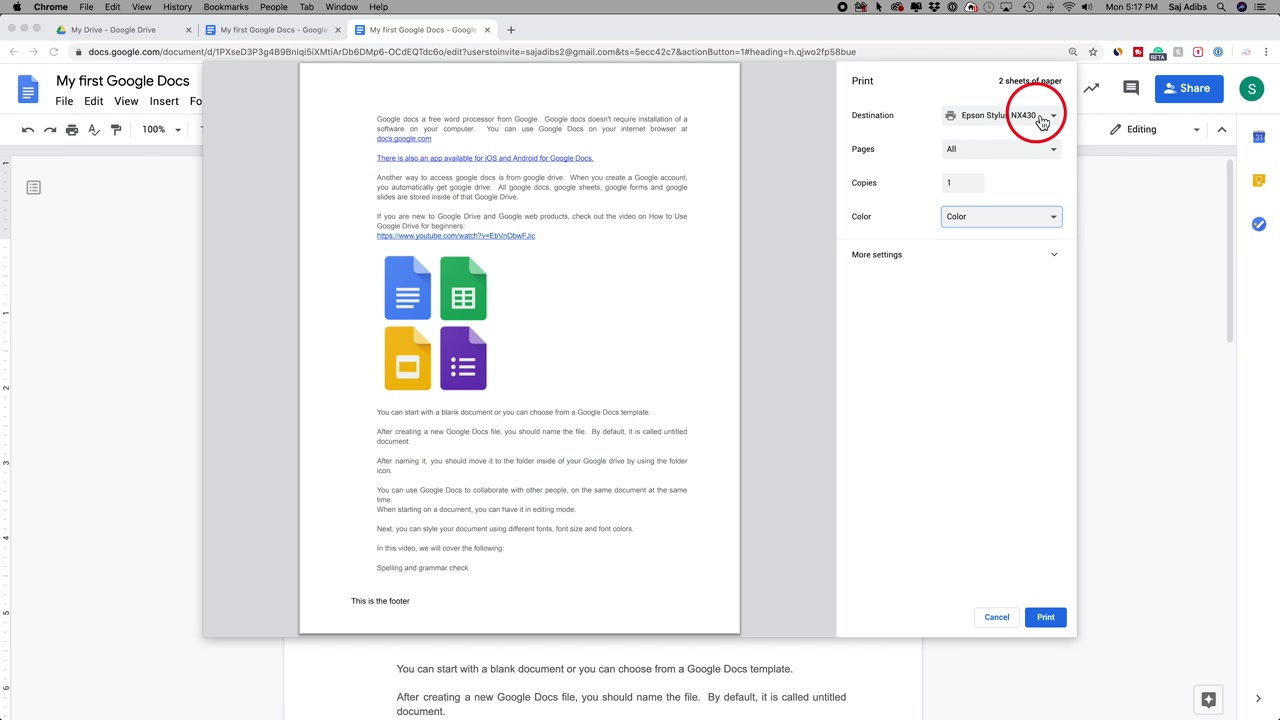 Chrome File Edit View History Bookmarks People Tab Window Help
Mon 5:17 PM Saj Adib
My Drive - Google Drive
My first Google Docs - Google
My first Google Docs - Google
docs.google.com/document/d/1PXseD3P3g4B9Bnlqi5iXMtiArDb6DMp6-OCdEQTdc6o/edit?userstoinvite=sajadibs2@gmail.com&ts=5ecc42c7&actionButton=1#heading=h.qjwo2fp58bue
BETA
My first Google Docs
File Edit View Insert Fo
Share
S
100%
Editing
31
Google docs a free word processor from Google. Google docs doesn't require installation of a
software on your computer. You can use Google Docs on your internet browser at
docs.google.com
There is also an app available for iOS and Android for Google Docs.
Another way to access google docs is from google drive. When you create a Google account,
you automatically get google drive. All google docs, google sheets, google forms and google
slides are stored inside of that Google Drive.
If you are new to Google Drive and Google web products, check out the video on How to Use
Google Drive for beginners:
https://www.youtube.com/watch?v=EbVnObwFJic
You can start with a blank document or you can choose from a Google Docs template.
After creating a new Google Docs file, you should name the file. By default, it is called untitled
document.
After naming it, you should move it to the folder inside of your Google drive by using the folder
icon.
You can use Google Docs to collaborate with other people, on the same document at the same
time.
When starting on a document, you can have it in editing mode.
Next, you can style your document using different fonts, font size and font colors.
In this video, we will cover the following:
Spelling and grammar check
This is the footer
Print
2 sheets of paper
Destination
Epson Stylus NX430
Pages
All
Copies
1
Color
Color
More settings
Cancel
Print
1
1
2
3
4
5
6
You can start with a blank document or you can choose from a Google Docs template.
After creating a new Google Docs file, you should name the file. By default, it is called untitled
document.